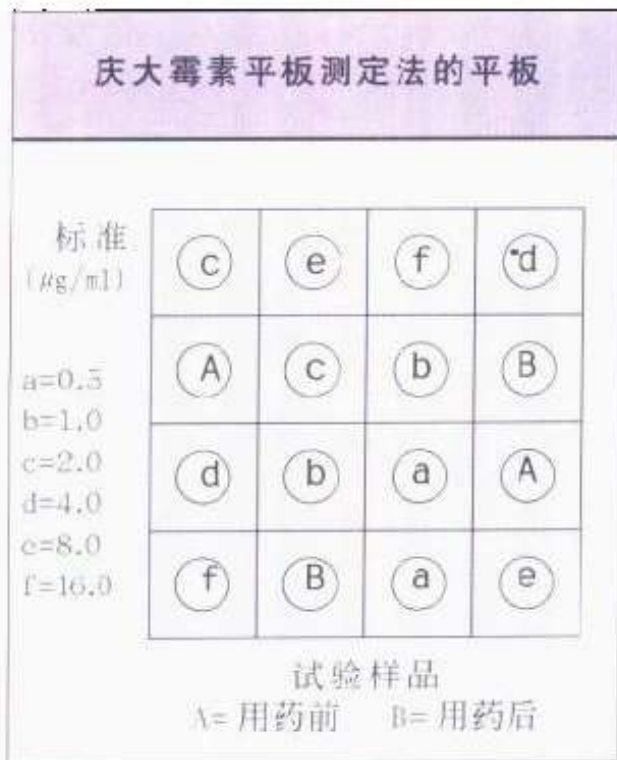 庆大霉素平板测定法的平板
标准
(μg/ml)
a=0.5
b=1.0
c=2.0
d=4.0
e=8.0
f=16.0
c e f d
A c b B
d b a A
f B a e
试验样品
A=用药前 B=用药后